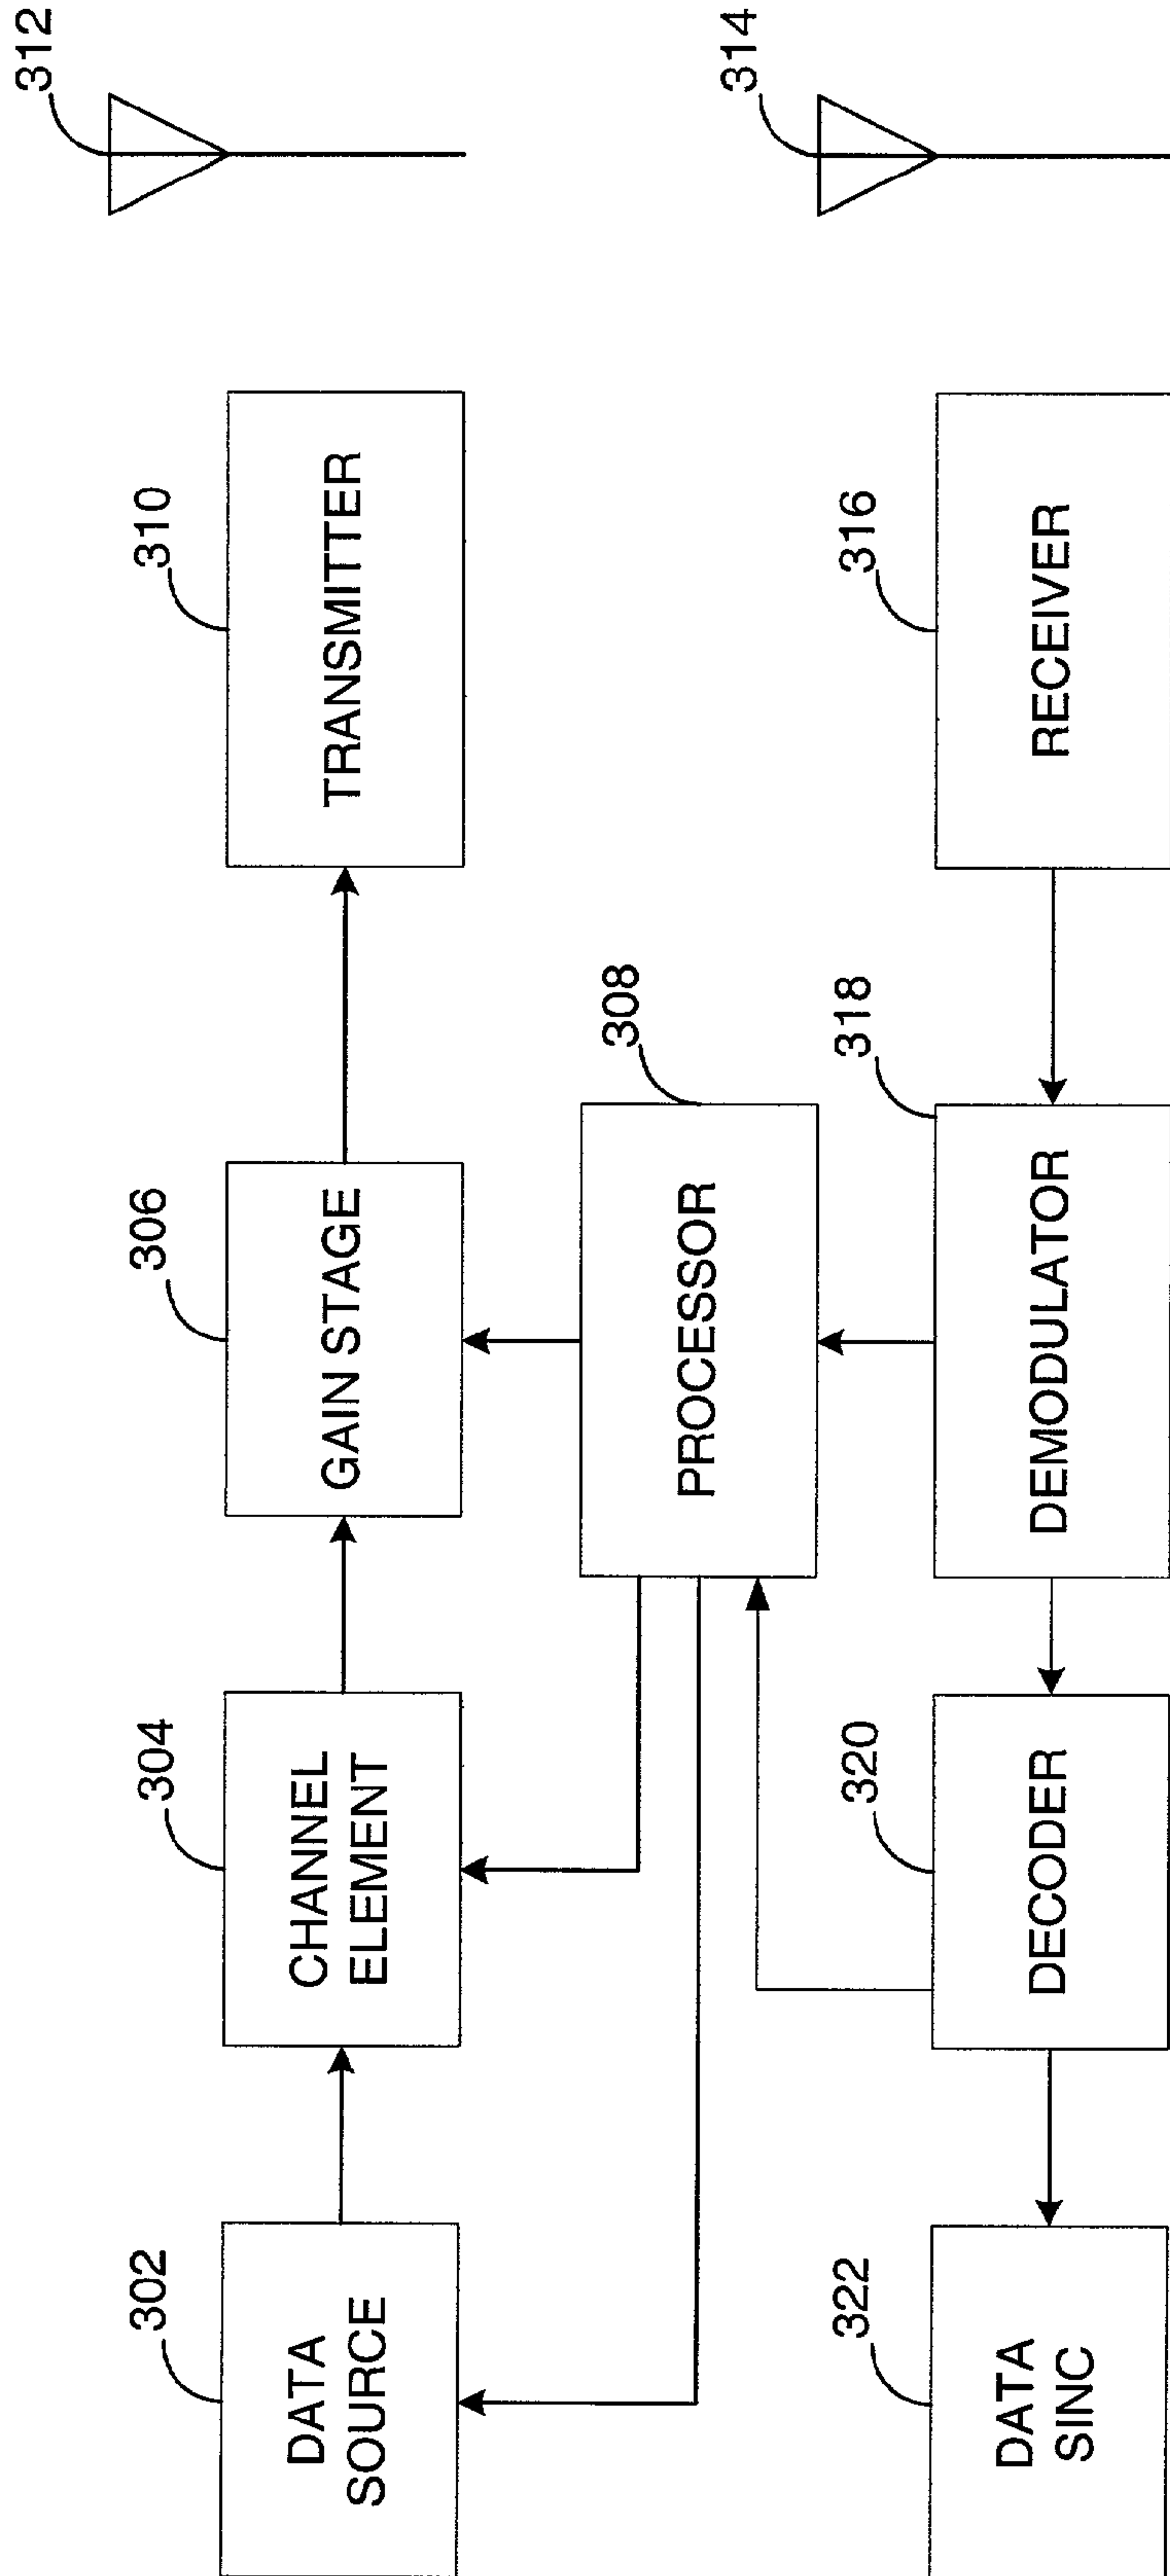 302
DATA
SOURCE
304
CHANNEL
ELEMENT
306
GAIN STAGE
310
TRANSMITTER
312
308
PROCESSOR
322
DATA
SINC
320
DECODER
318
DEMODULATOR
316
RECEIVER
314